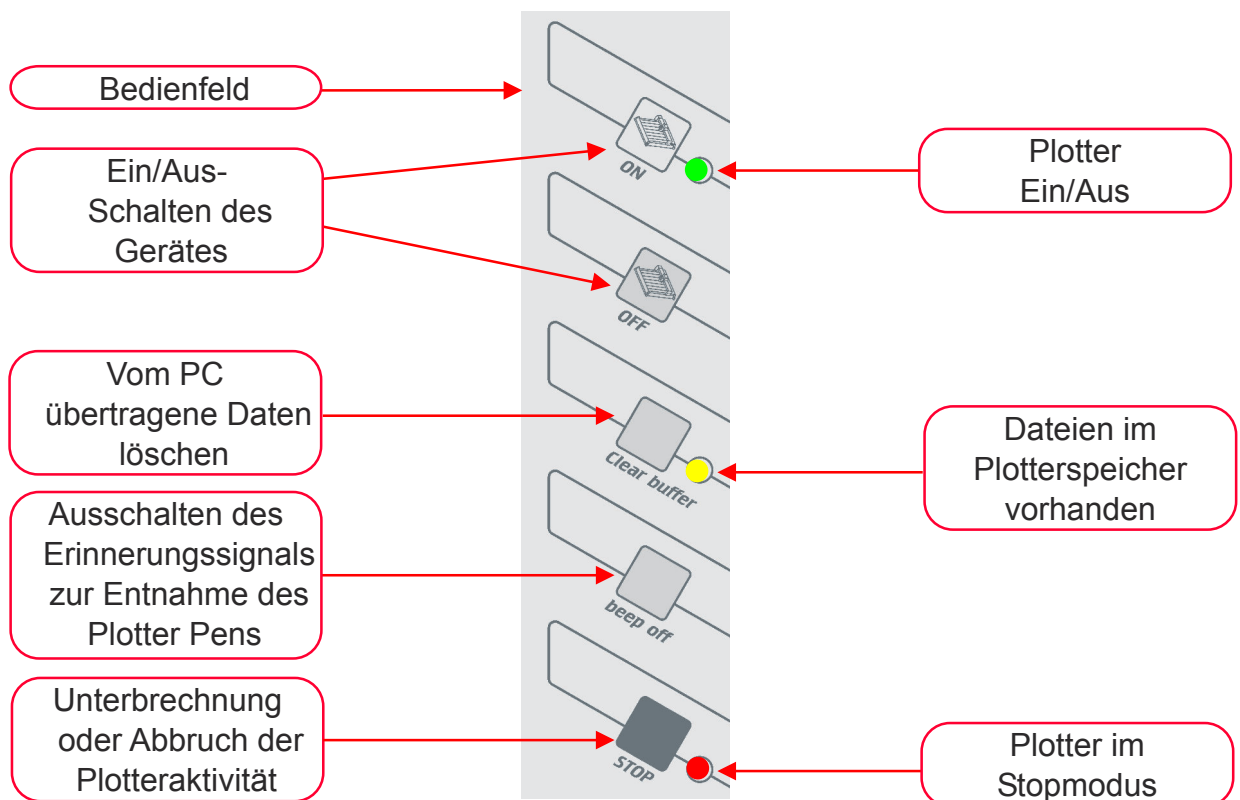 Bedienfeld
Ein/Aus-
Schalten des
Gerätes
Vom PC
übertragene Daten
löschen
Ausschalten des
Erinnerungssignals
zur Entnahme des
Plotter Pens
Unterbrechnung
oder Abbruch der
Plotteraktivität
ON
OFF
Clear buffer
beep off
STOP
Plotter
Ein/Aus
Dateien im
Plotterspeicher
vorhanden
Plotter im
Stopmodus